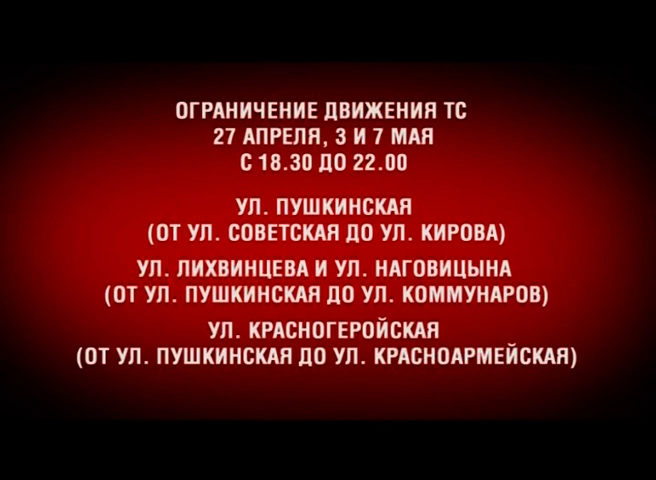 ОГРАНИЧЕНИЕ ДВИЖЕНИЯ ТС
27 АПРЕЛЯ, 3 И 7 МАЯ
С 18.30 ДО 22.00
УЛ. ПУШКИНСКАЯ
(ОТ УЛ. СОВЕТСКАЯ ДО УЛ. КИРОВА)
УЛ. ЛИХВИНЦЕВА И УЛ. НАГОВИЦЫНА
(ОТ УЛ. ПУШКИНСКАЯ ДО УЛ. КОММУНАРОВ)
УЛ. КРАСНОГЕРОЙСКАЯ
(ОТ УЛ. ПУШКИНСКАЯ ДО УЛ. КРАСНОАРМЕЙСКАЯ)